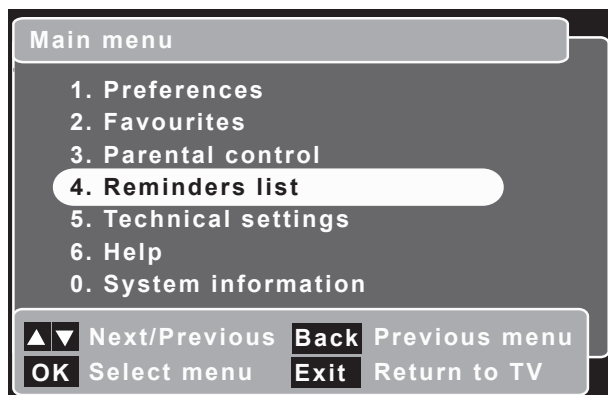 Main menu
1. Preferences
2. Favourites
3. Parental control
4. Reminders list
5. Technical settings
6. Help
0. System information
▲ ▼ Next/Previous Back Previous menu
OK Select menu Exit Return to TV